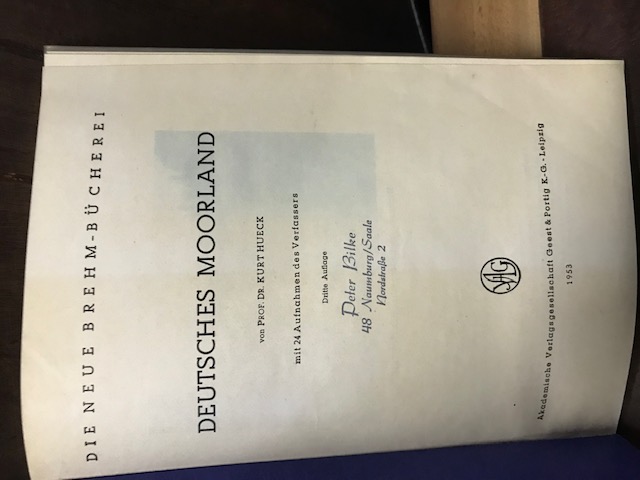 DIE NEUE BREHM-BÜCHEREI
DEUTSCHES MOORLAND
von PROF. DR. KURT HUECK
mit 24 Aufnahmen des Verfassers
Dritte Auflage
Peter Bilke
48 Naumburg/Saale
Nordstraße 2
AVG
Akademische Verlagsgesellschaft Geest & Portig K.-G. - Leipzig
1953